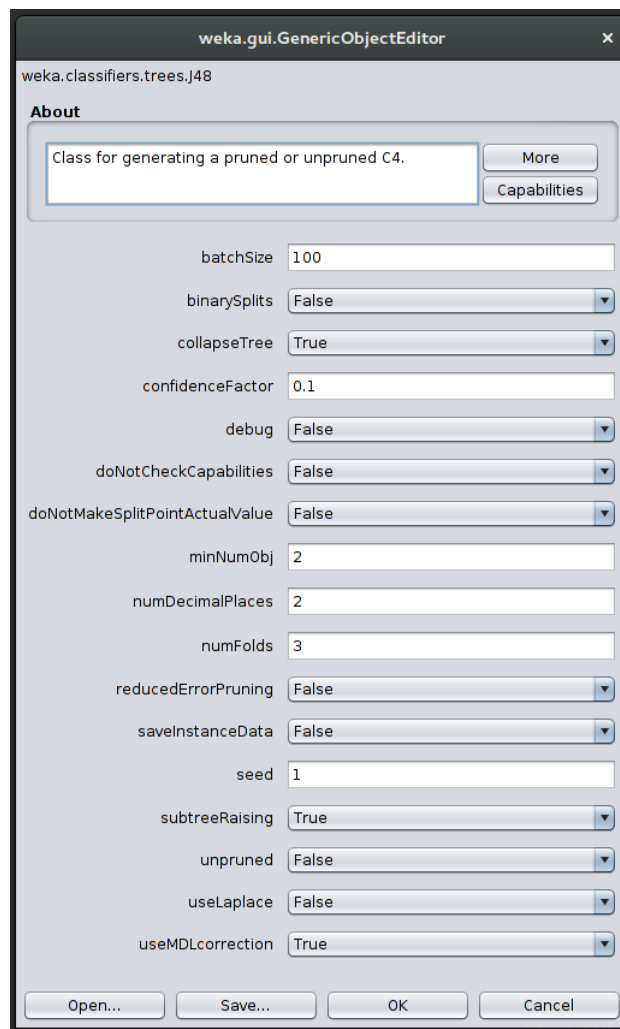 weka.gui.GenericObjectEditor ×
weka.classifiers.trees.J48
About
Class for generating a pruned or unpruned C4. More
Capabilities
batchSize 100
binarySplits False
collapseTree True
confidenceFactor 0.1
debug False
doNotCheckCapabilities False
doNotMakeSplitPointActualValue False
minNumObj 2
numDecimalPlaces 2
numFolds 3
reducedErrorPruning False
saveInstanceData False
seed 1
subtreeRaising True
unpruned False
useLaplace False
useMDLcorrection True
Open... Save... OK Cancel